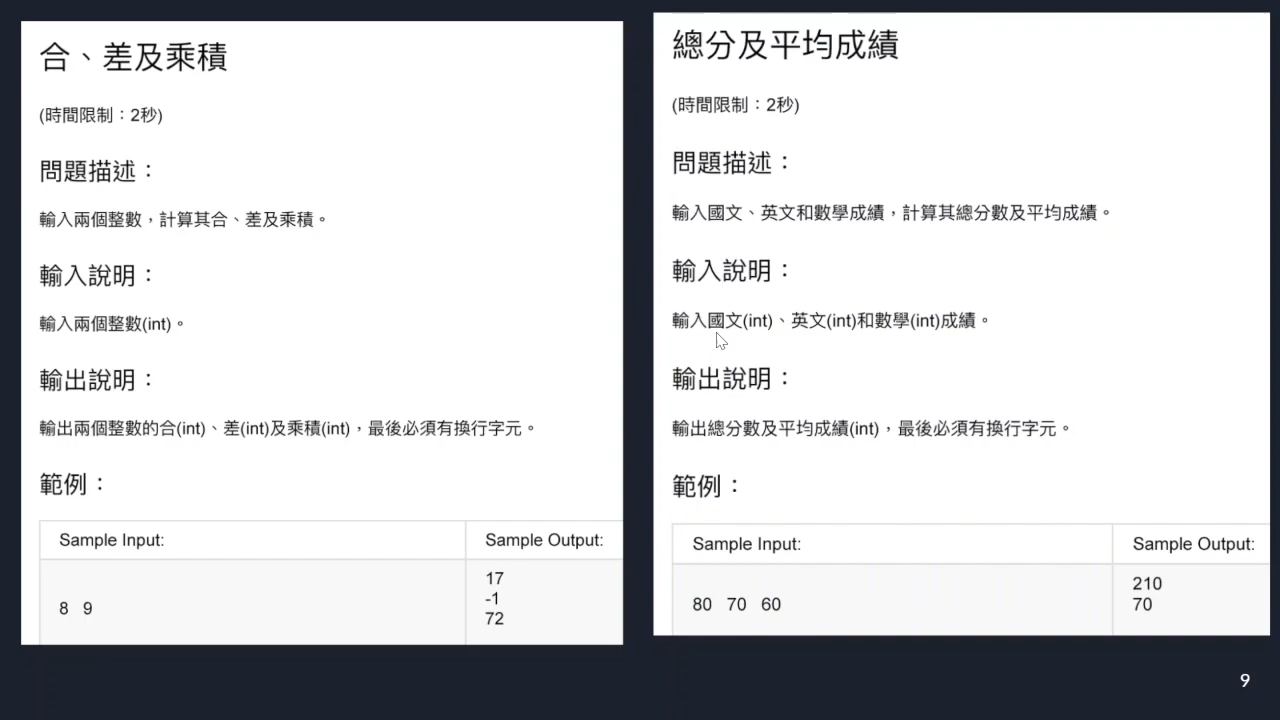 合、差及乘積
(時間限制：2秒)
問題描述：
輸入兩個整數，計算其合、差及乘積。
輸入說明：
輸入兩個整數(int)。
輸出說明：
輸出兩個整數的合(int)、差(int)及乘積(int)，最後必須有換行字元。
範例：
Sample Input:
Sample Output:
8 9
17
-1
72
總分及平均成績
(時間限制：2秒)
問題描述：
輸入國文、英文和數學成績，計算其總分數及平均成績。
輸入說明：
輸入國文(int)、英文(int)和數學(int)成績。
輸出說明：
輸出總分數及平均成績(int)，最後必須有換行字元。
範例：
Sample Input:
Sample Output:
80 70 60
210
70
9